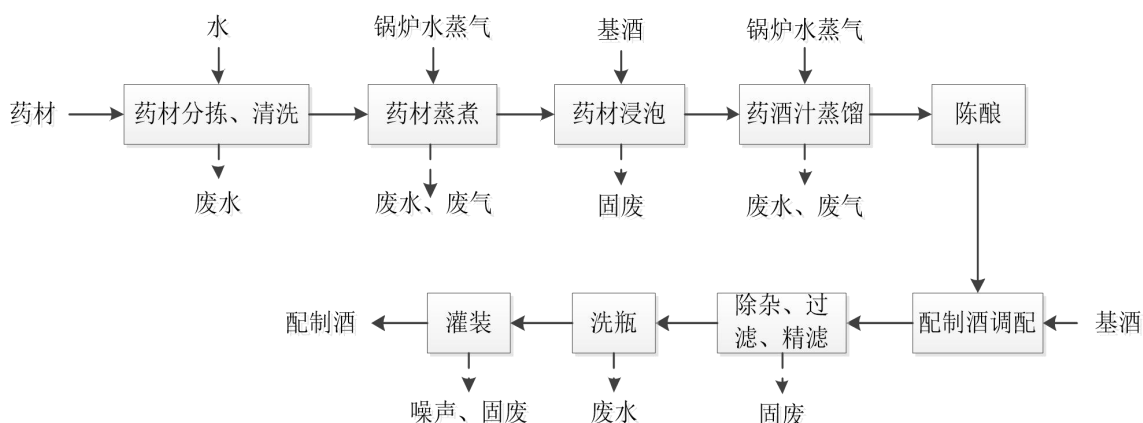 水
锅炉水蒸气
基酒
锅炉水蒸气
药材
药材分拣、清洗
药材蒸煮
药材浸泡
药酒汁蒸馏
陈酿
废水
废水、废气
固废
废水、废气
配制酒
灌装
洗瓶
除杂、过
滤、精滤
配制酒调配
基酒
噪声、固废
废水
固废